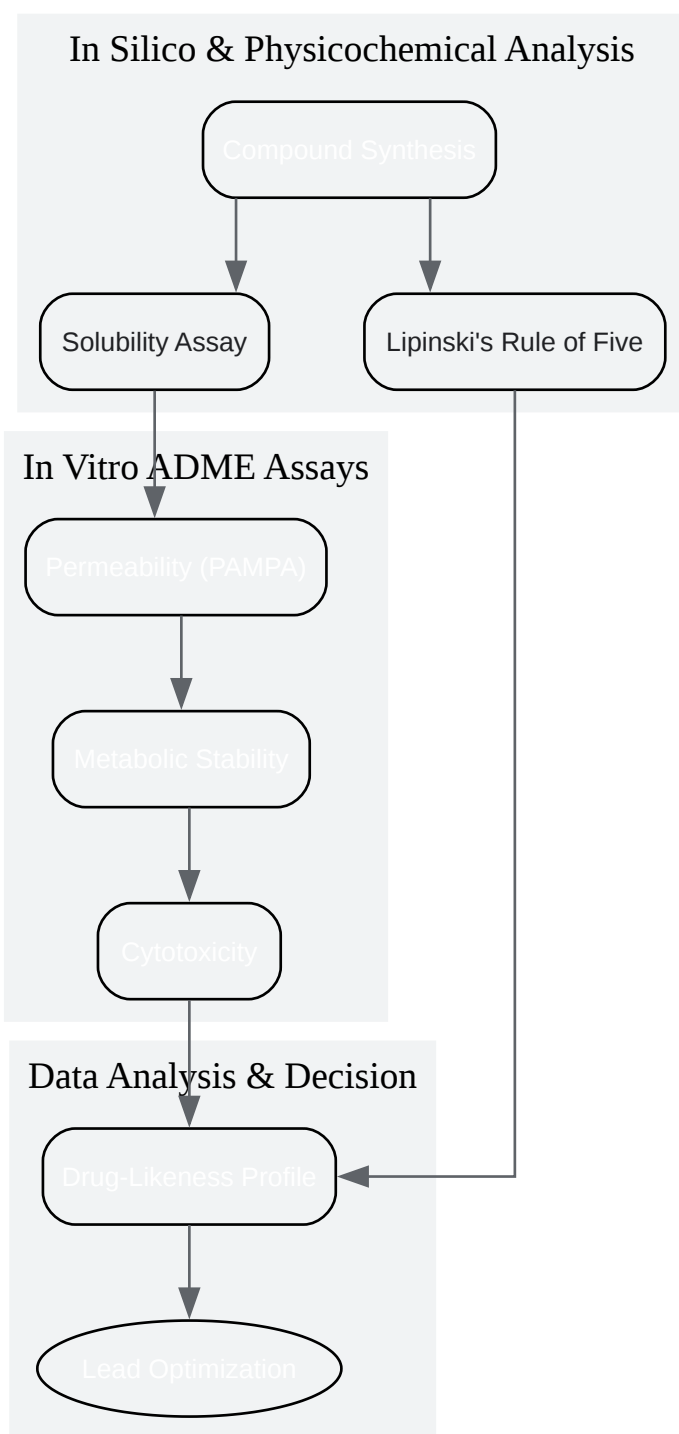 In Silico & Physicochemical Analysis
Compound Synthesis
Solubility Assay
Lipinski's Rule of Five
In Vitro ADME Assays
Permeability (PAMPA)
Metabolic Stability
Cytotoxicity
Data Analysis & Decision
Drug-Likeness Profile
Lead Optimization